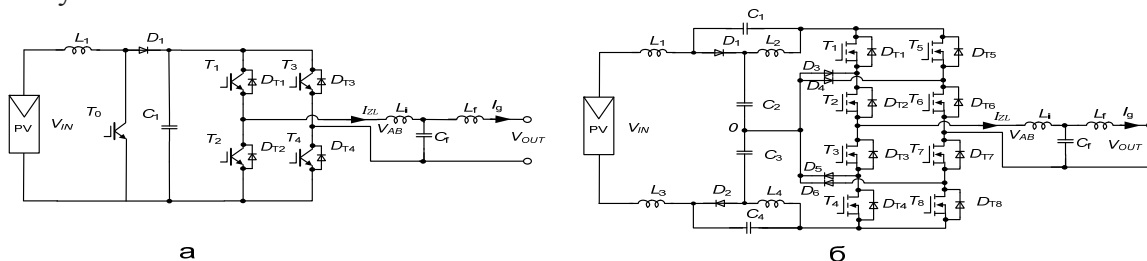 L1 D1
T0
PV VIN C1
T1 T3
DT1 DT3
T2 T4
DT2 DT4
IZL Li Lf Ig
VAB Cf VOUT
а
C1
L1 D1 L2
T1 DT1 T5 DT5
D3
D4
C2 T2 DT2 T6 DT6
PV VIN 0
IZL Li Lf Ig
VAB Cf VOUT
C3 T3 DT3 T7 DT7
D5
D6
L3 D2 L4 T4 DT4 T8 DT8
C4
б